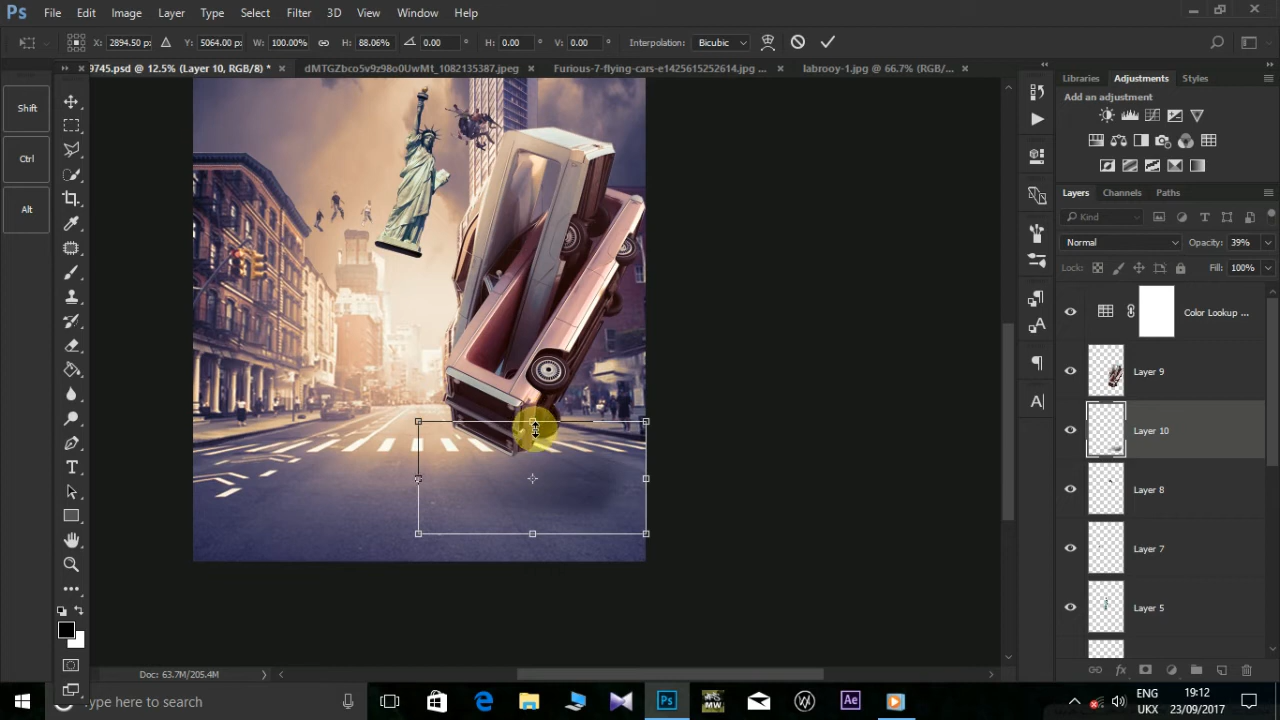 Ps File Edit Image Layer Type Select Filter 3D View Window Help
X: 2894.50 px Y: 5064.00 px W: 100.00% H: 88.06% 0.00 ° H: 0.00 ° V: 0.00 ° Interpolation: Bicubic
9745.psd @ 12.5% (Layer 10, RGB/8) * × dMTGZbco5v9z98o0UwMt_1082135387.jpeg × Furious-7-flying-cars-e1425615252614.jpg ... × labrooy-1.jpg @ 66.7% (RGB/... ×
Libraries Adjustments Styles
Add an adjustment
Shift
Ctrl
Alt
Layers Channels Paths
Kind
Normal Opacity: 39%
Lock: Fill: 100%
Color Lookup ...
Layer 9
Layer 10
Layer 8
Layer 7
Layer 5
Doc: 63.7M/205.4M
ype here to search
Ps
MW
W
Ae
ENG
UKX
19:12
23/09/2017